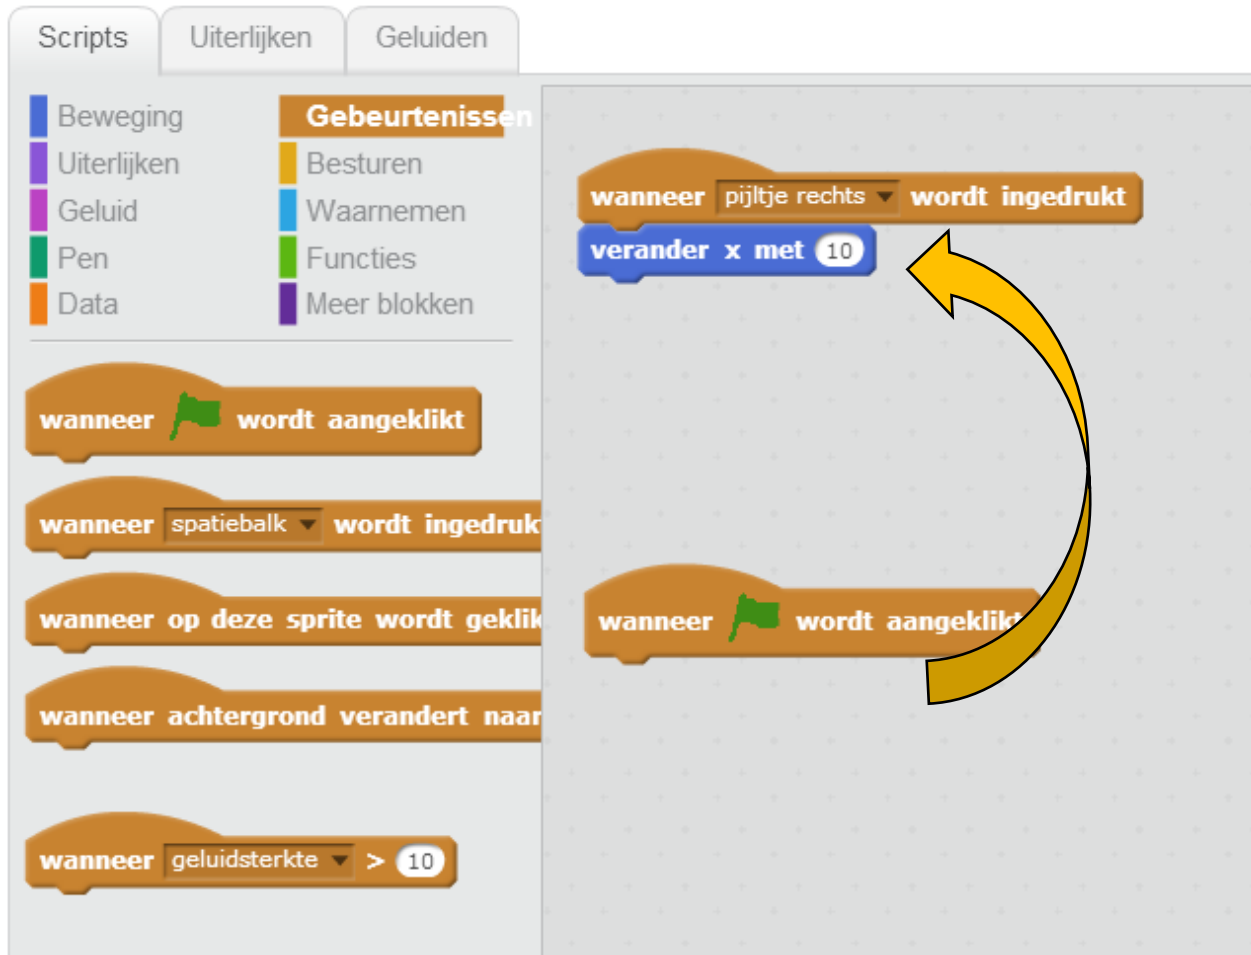 Scripts
Uiterlijken
Geluiden
Beweging
Gebeurtenissen
Uiterlijken
Besturen
Geluid
Waarnemen
Pen
Functies
Data
Meer blokken
wanneer wordt aangeklikt
wanneer spatiebalk wordt ingedruk
wanneer op deze sprite wordt geklik
wanneer achtergrond verandert naar
wanneer geluidsterkte > 10
wanneer pijltje rechts wordt ingedrukt
verander x met 10
wanneer wordt aangeklikt